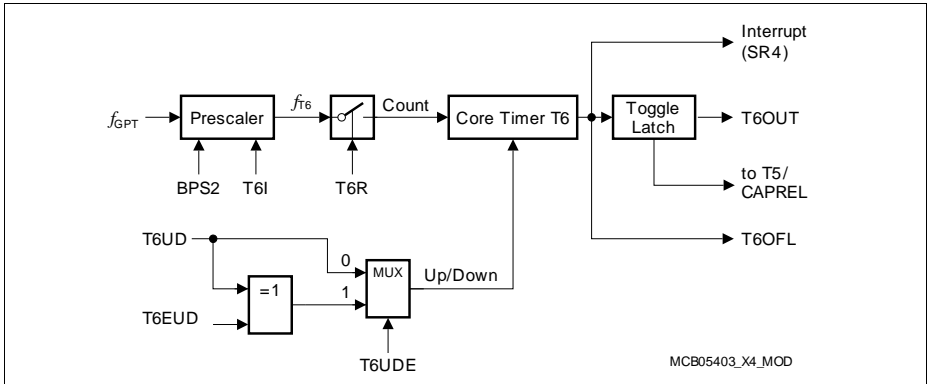 Interrupt
(SR4)
fGPT
Prescaler
fT6
Count
Core Timer T6
Toggle
Latch
T6OUT
BPS2
T6I
T6R
to T5/
CAPREL
T6UD
T6OFL
0
MUX
Up/Down
=1
1
T6EUD
T6UDE
MCB05403_X4_MOD